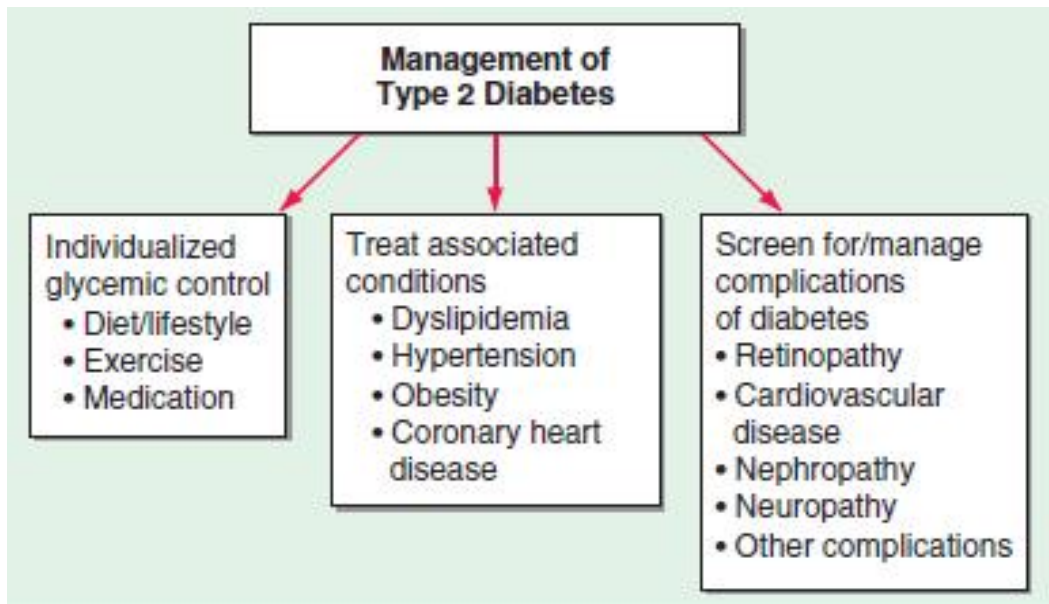 Management of
Type 2 Diabetes
Individualized
glycemic control
• Diet/lifestyle
• Exercise
• Medication
Treat associated
conditions
• Dyslipidemia
• Hypertension
• Obesity
• Coronary heart
disease
Screen for/manage
complications
of diabetes
• Retinopathy
• Cardiovascular
disease
• Nephropathy
• Neuropathy
• Other complications